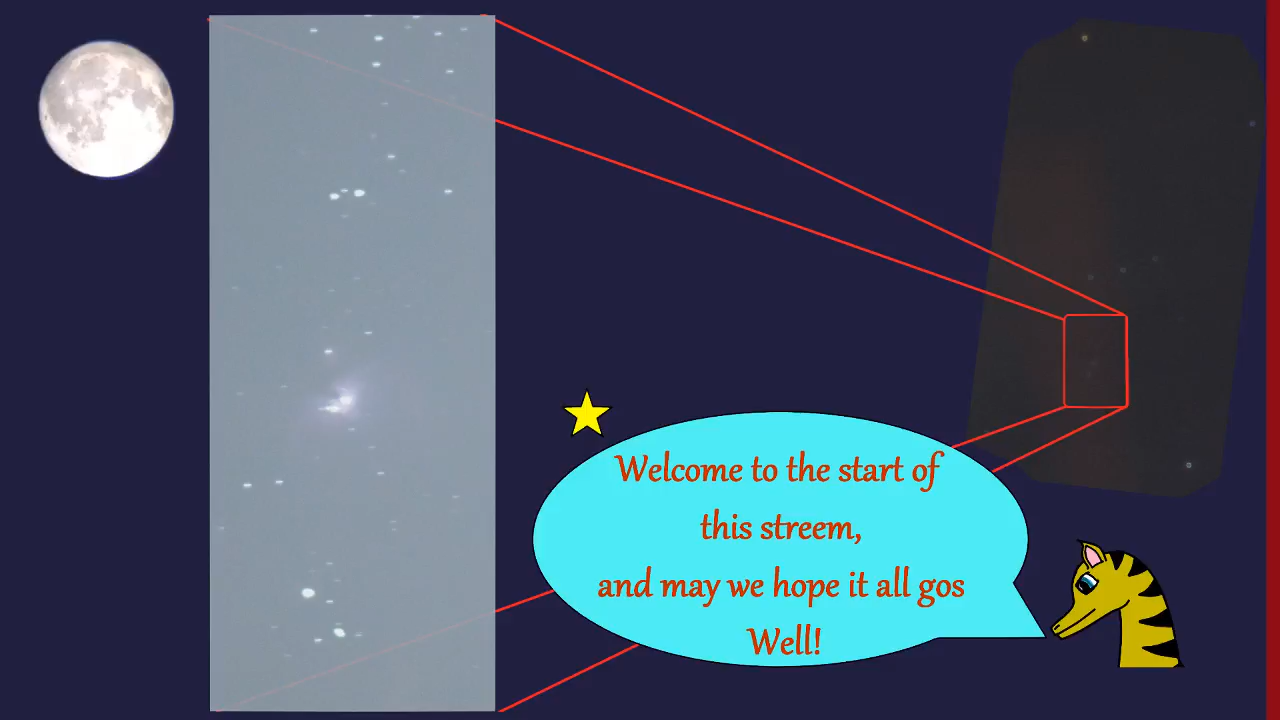 Welcome to the start of
this streem,
and may we hope it all gos
Well!